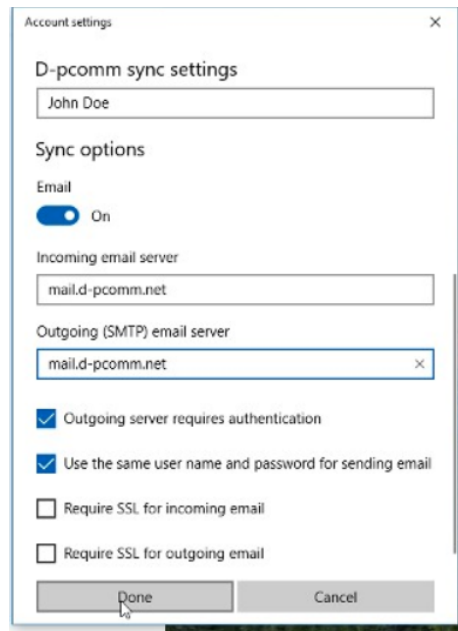 Account settings
D-pcomm sync settings
John Doe
Sync options
Email
On
Incoming email server
mail.d-pcomm.net
Outgoing (SMTP) email server
mail.d-pcomm.net
Outgoing server requires authentication
Use the same user name and password for sending email
Require SSL for incoming email
Require SSL for outgoing email
Done Cancel